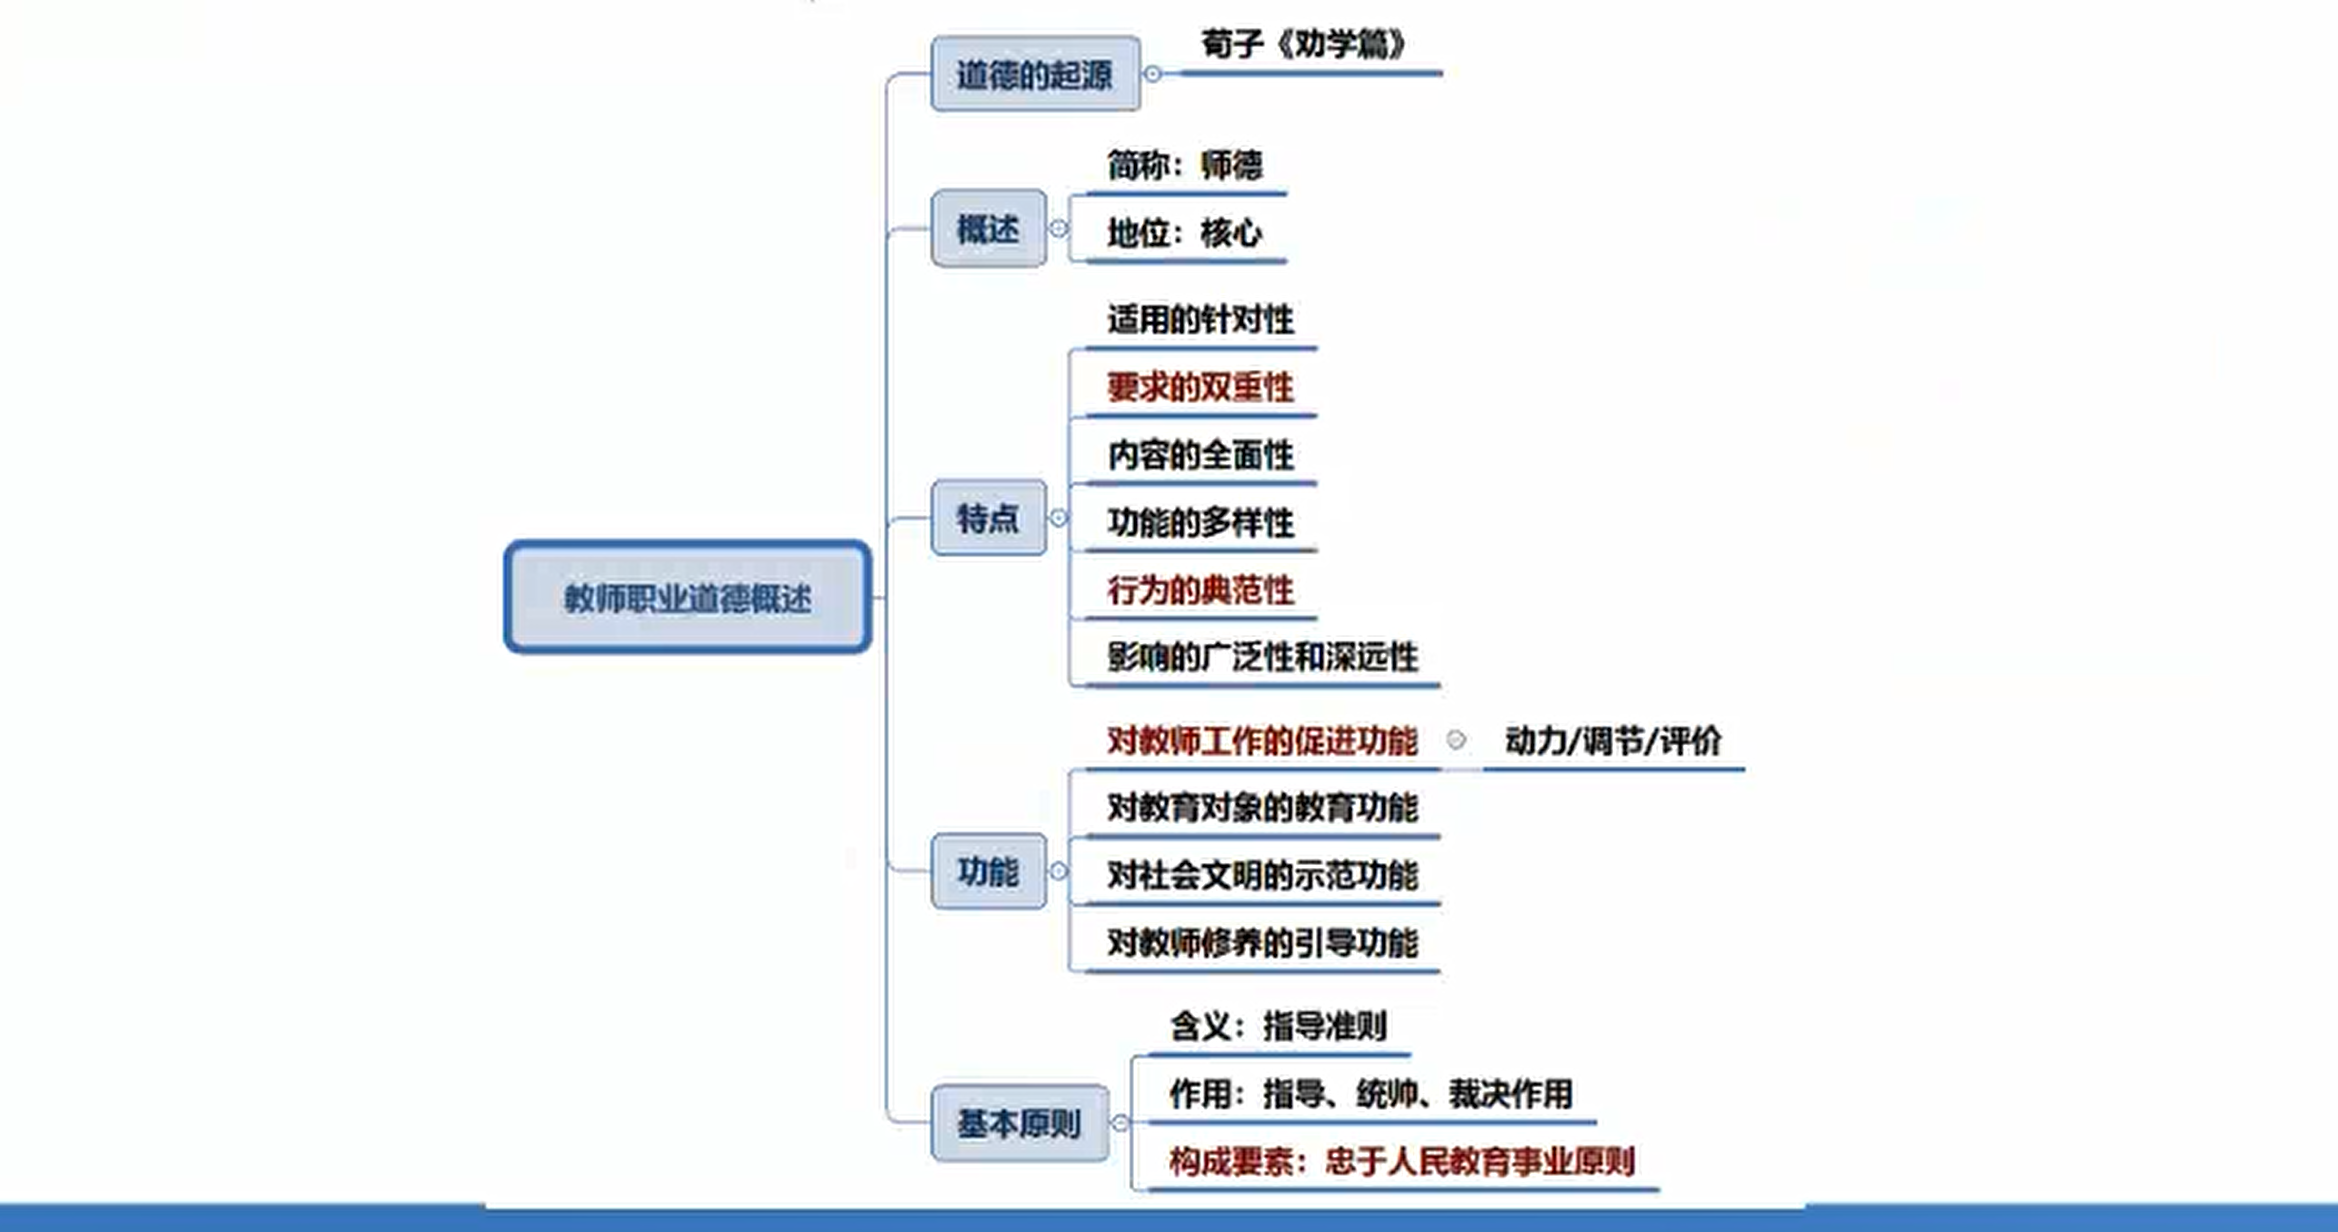 道德的起源
荀子《劝学篇》
概述
简称：师德
地位：核心
特点
适用的针对性
要求的双重性
内容的全面性
功能的多样性
行为的典范性
影响的广泛性和深远性
教师职业道德概述
功能
对教师工作的促进功能
动力/调节/评价
对教育对象的教育功能
对社会文明的示范功能
对教师修养的引导功能
基本原则
含义：指导准则
作用：指导、统帅、裁决作用
构成要素：忠于人民教育事业原则